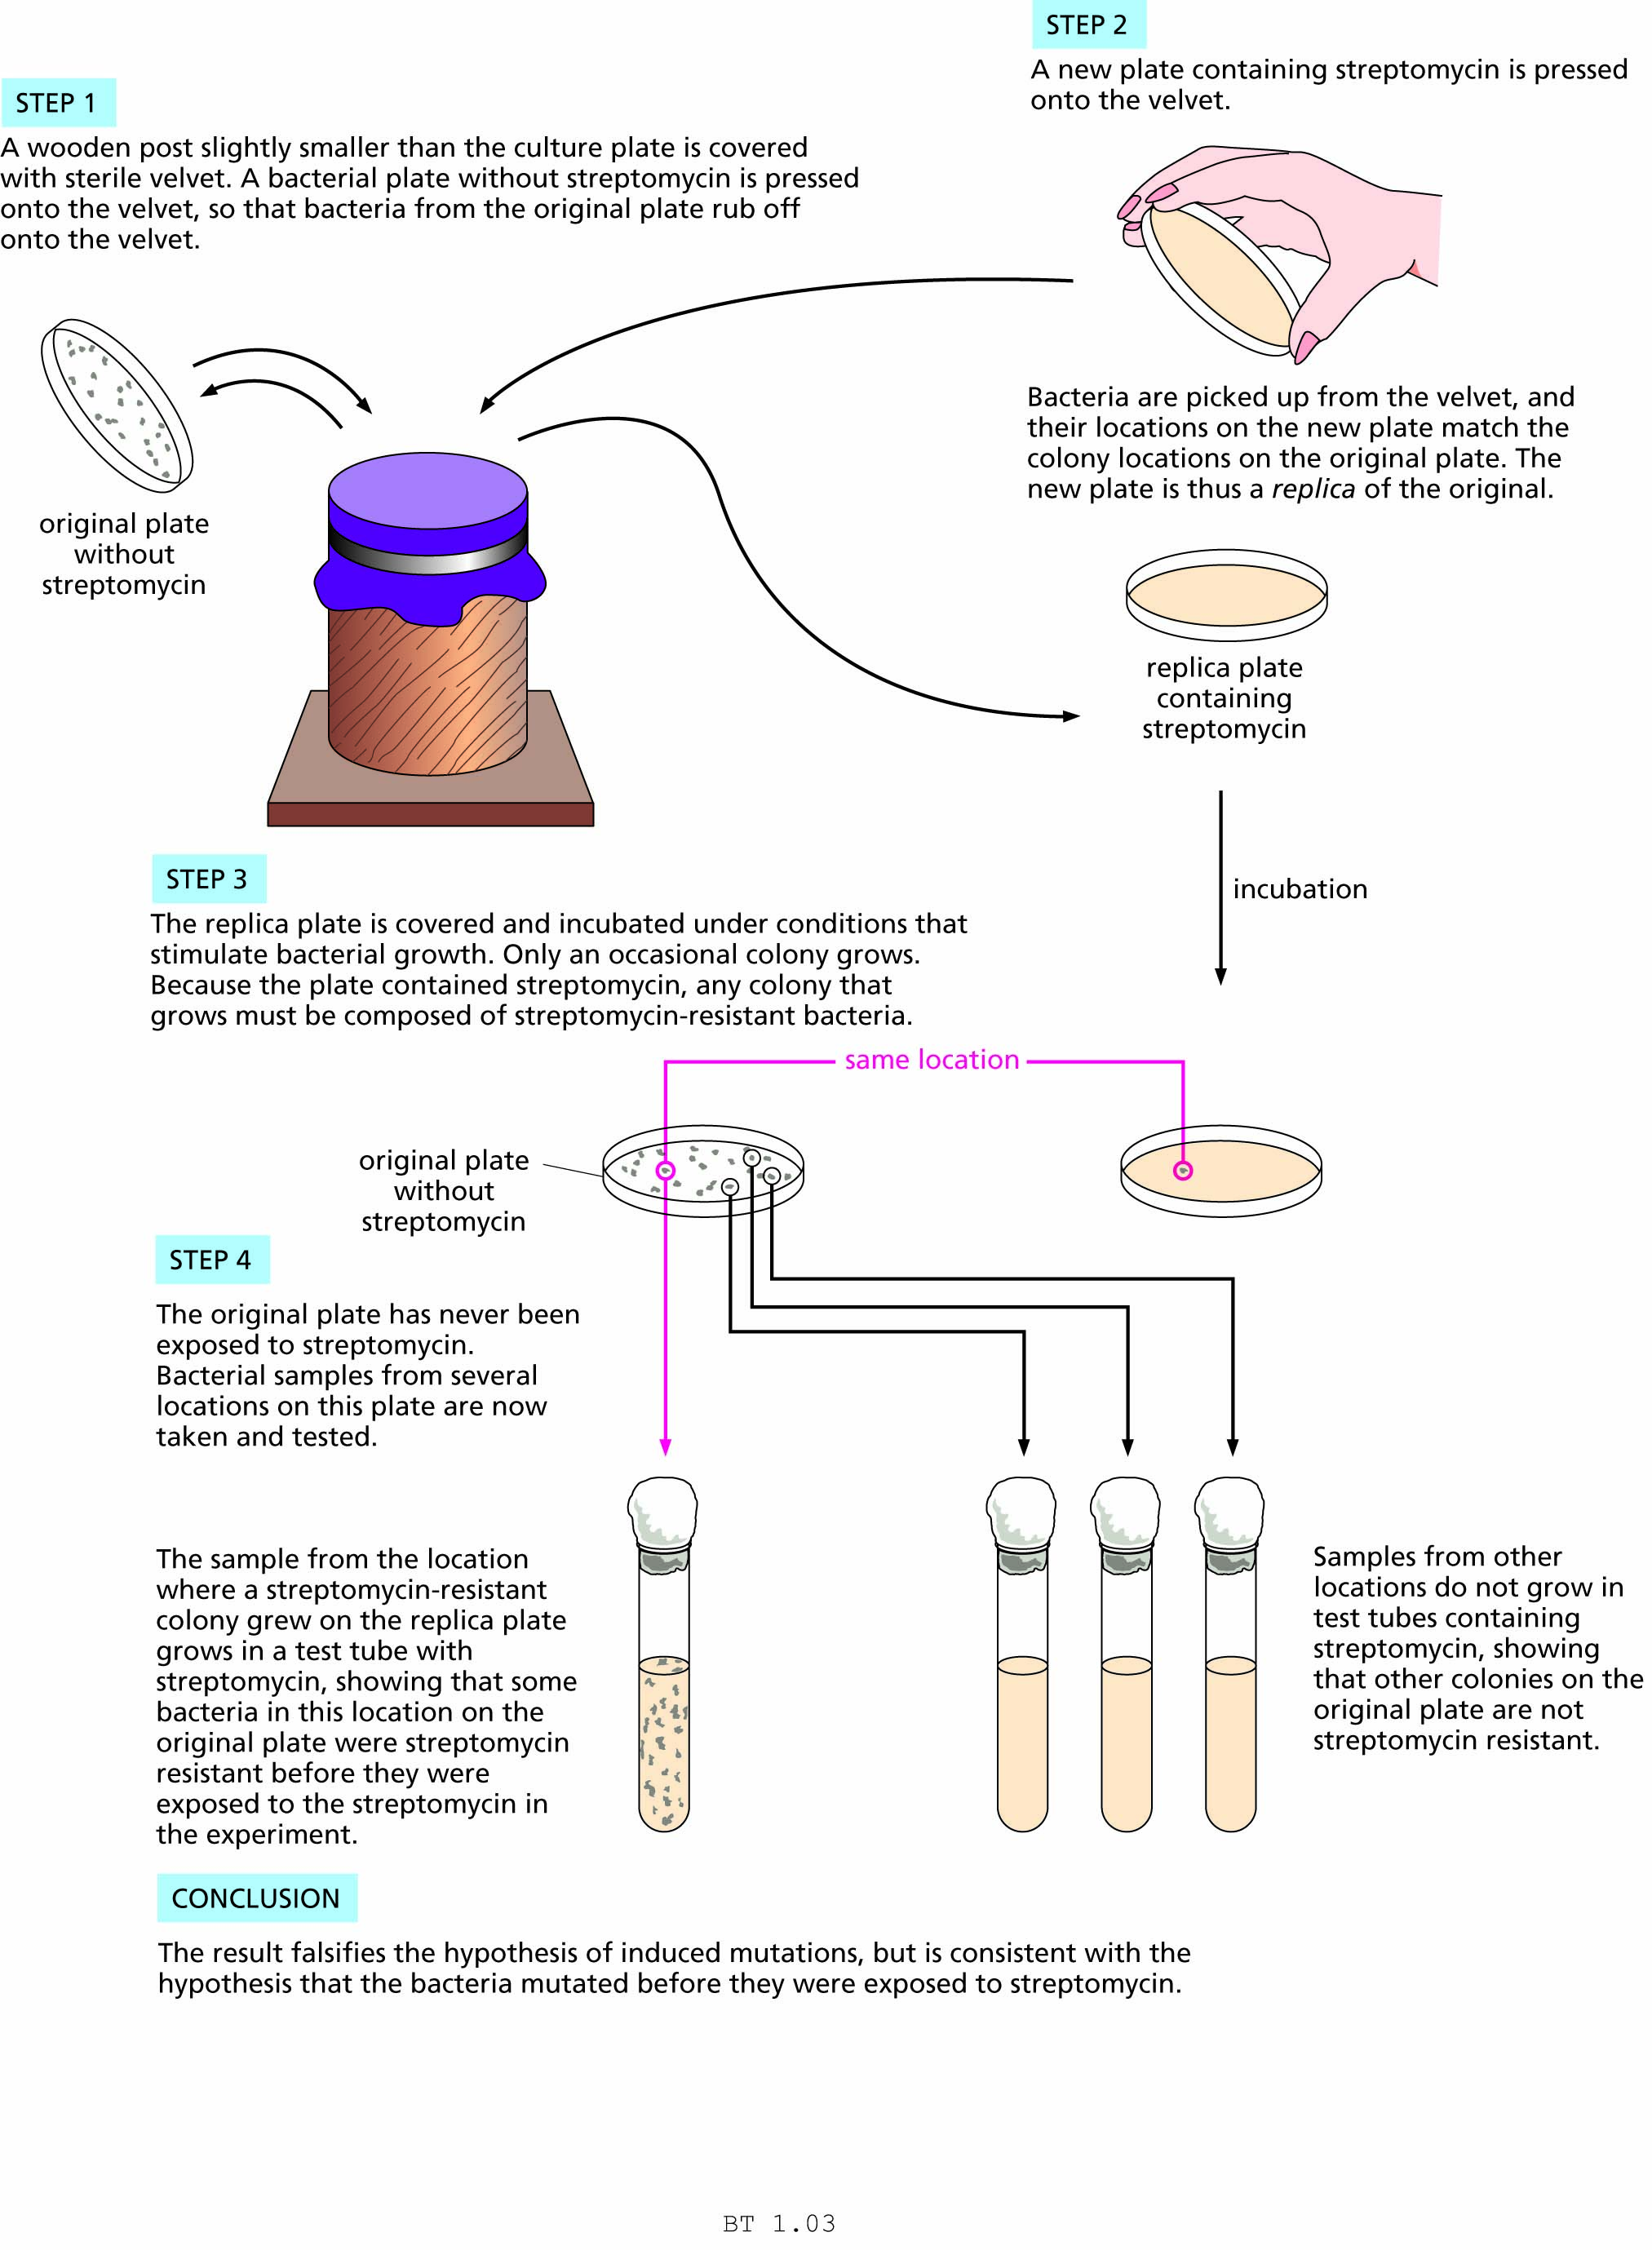 STEP 1
A wooden post slightly smaller than the culture plate is covered
with sterile velvet. A bacterial plate without streptomycin is pressed
onto the velvet, so that bacteria from the original plate rub off
onto the velvet.
original plate
without
streptomycin
STEP 2
A new plate containing streptomycin is pressed
onto the velvet.
Bacteria are picked up from the velvet, and
their locations on the new plate match the
colony locations on the original plate. The
new plate is thus a replica of the original.
replica plate
containing
streptomycin
incubation
STEP 3
The replica plate is covered and incubated under conditions that
stimulate bacterial growth. Only an occasional colony grows.
Because the plate contained streptomycin, any colony that
grows must be composed of streptomycin-resistant bacteria.
same location
original plate
without
streptomycin
STEP 4
The original plate has never been
exposed to streptomycin.
Bacterial samples from several
locations on this plate are now
taken and tested.
The sample from the location
where a streptomycin-resistant
colony grew on the replica plate
grows in a test tube with
streptomycin, showing that some
bacteria in this location on the
original plate were streptomycin
resistant before they were
exposed to the streptomycin in
the experiment.
Samples from other
locations do not grow in
test tubes containing
streptomycin, showing
that other colonies on the
original plate are not
streptomycin resistant.
CONCLUSION
The result falsifies the hypothesis of induced mutations, but is consistent with the
hypothesis that the bacteria mutated before they were exposed to streptomycin.
BT 1.03